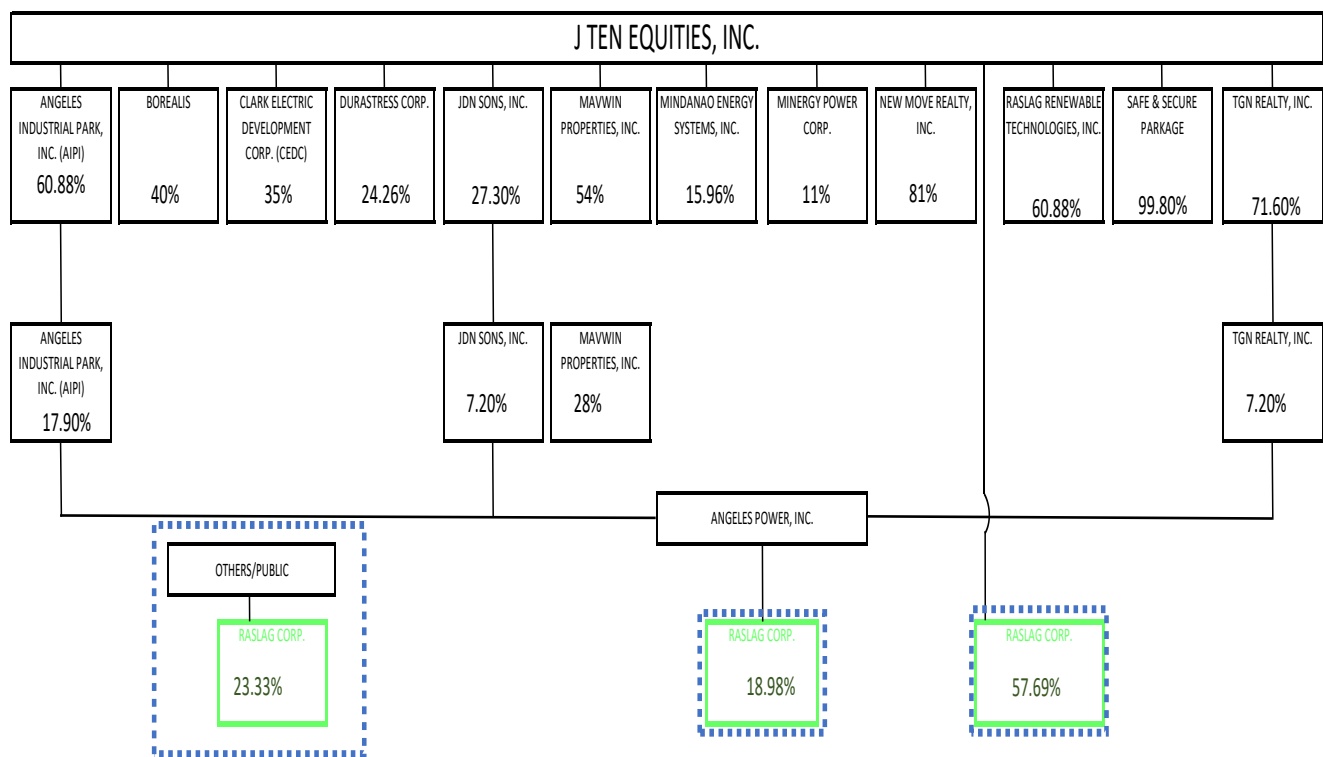 J TEN EQUITIES, INC.
ANGELES
INDUSTRIAL PARK,
INC. (AIPI)
60.88%
BOREALIS
40%
CLARK ELECTRIC
DEVELOPMENT
CORP. (CEDC)
35%
DURASTRESS CORP.
24.26%
JDN SONS, INC.
27.30%
MAVWIN
PROPERTIES, INC.
54%
MINDANAO ENERGY
SYSTEMS, INC.
15.96%
MINERGY POWER
CORP.
11%
NEW MOVE REALTY,
INC.
81%
RASLAG RENEWABLE
TECHNOLOGIES, INC.
60.88%
SAFE & SECURE
PARKAGE
99.80%
TGN REALTY, INC.
71.60%
ANGELES
INDUSTRIAL PARK,
INC. (AIPI)
17.90%
JDN SONS, INC.
7.20%
MAVWIN
PROPERTIES, INC.
28%
TGN REALTY, INC.
7.20%
ANGELES POWER, INC.
OTHERS/PUBLIC
RASLAG CORP.
23.33%
RASLAG CORP.
18.98%
RASLAG CORP.
57.69%